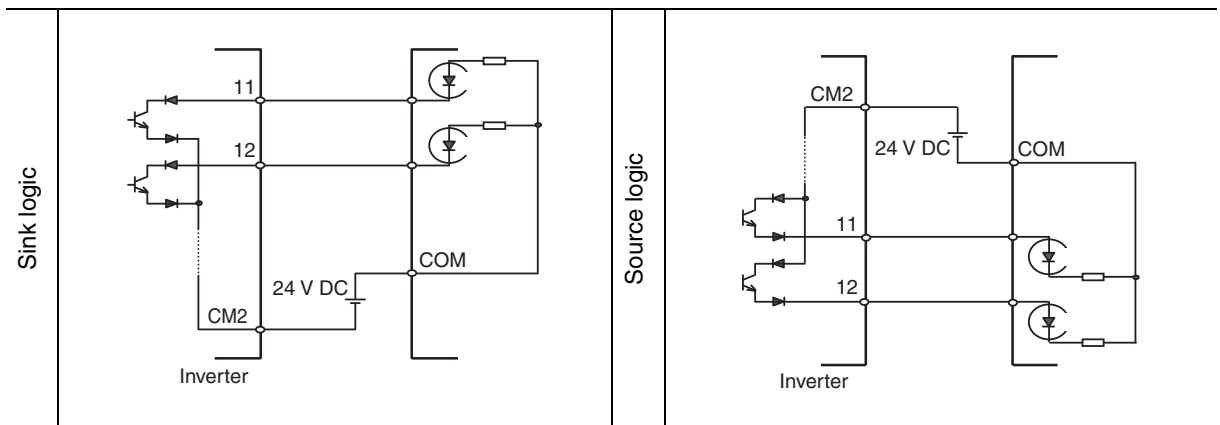 Sink logic
11
12
COM
24 V DC
CM2
Inverter
Source logic
CM2
24 V DC
COM
11
12
Inverter